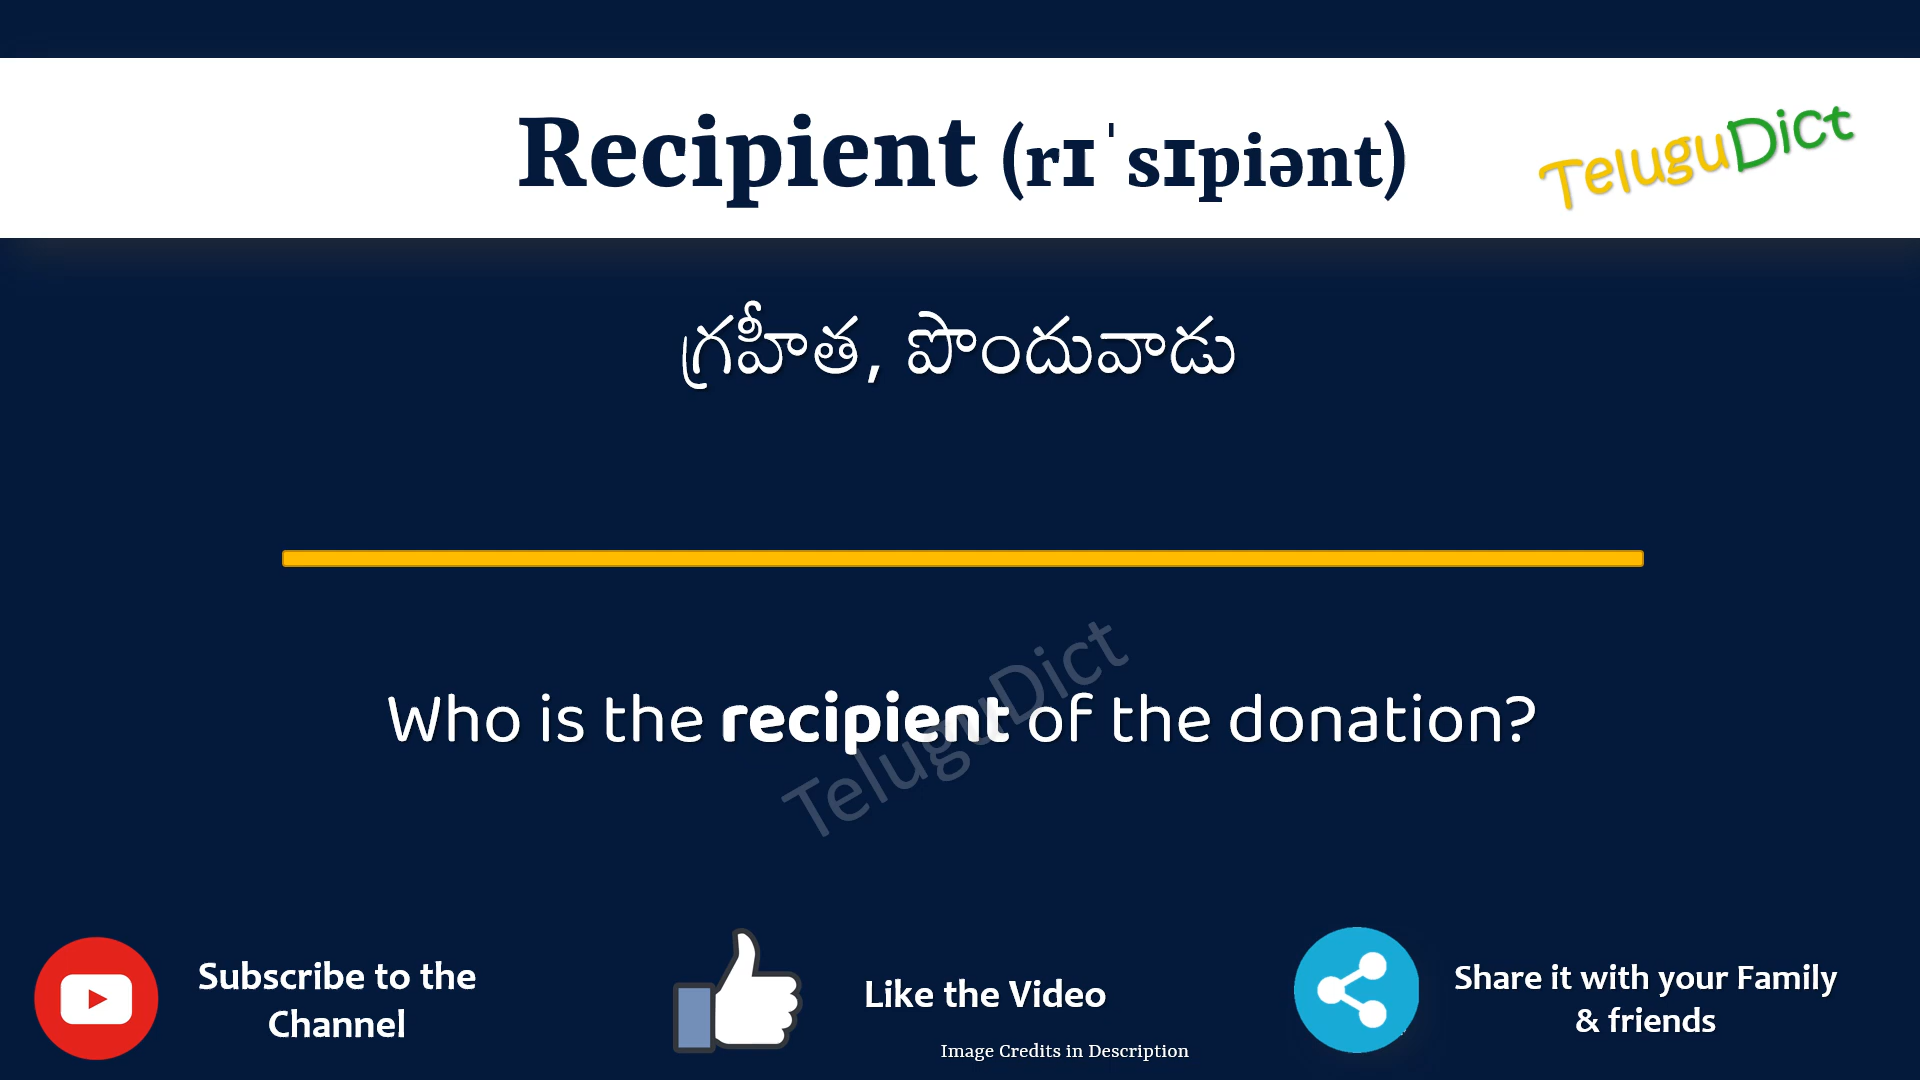 Recipient (rɪˈsɪpiənt)
TeluguDict
గ్రహీత, పొందువాడు
Who is the recipient of the donation?
TeluguDict
Subscribe to the
Channel
Like the Video
Share it with your Family
& friends
Image Credits in Description